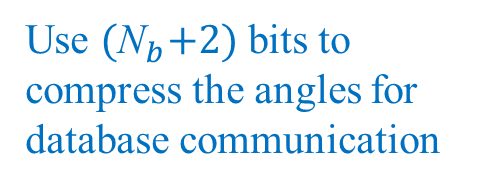 Use (N_b+2) bits to
compress the angles for
database communication